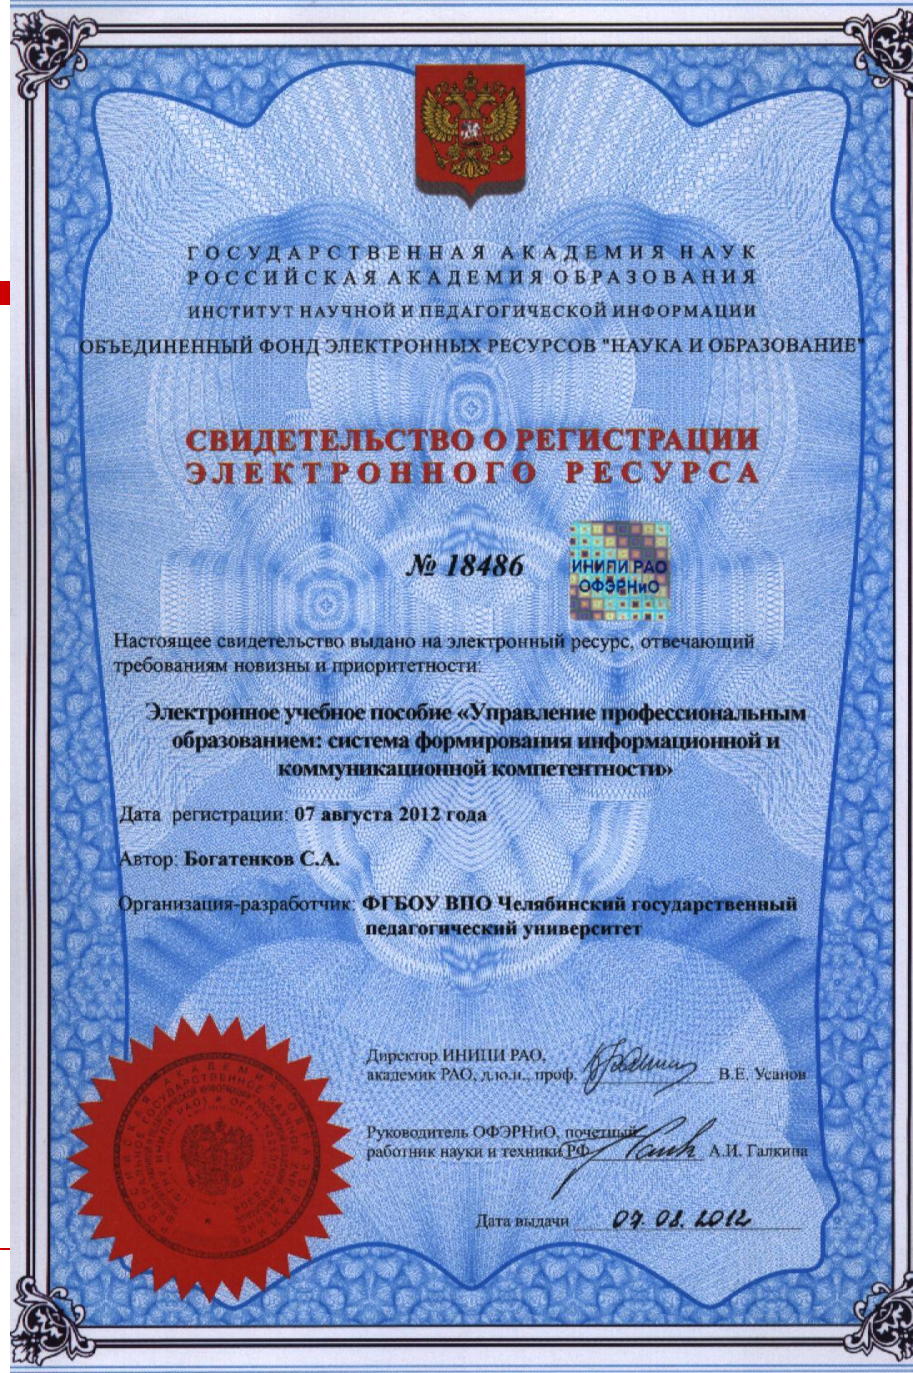 ГОСУДАРСТВЕННАЯ АКАДЕМИЯ НАУК
РОССИЙСКАЯ АКАДЕМИЯ ОБРАЗОВАНИЯ
ИНСТИТУТ НАУЧНОЙ И ПЕДАГОГИЧЕСКОЙ ИНФОРМАЦИИ
ОБЪЕДИНЕННЫЙ ФОНД ЭЛЕКТРОННЫХ РЕСУРСОВ "НАУКА И ОБРАЗОВАНИЕ"
СВИДЕТЕЛЬСТВО О РЕГИСТРАЦИИ
ЭЛЕКТРОННОГО РЕСУРСА
№ 18486
ИНИПИ РАО
ОФЭРНиО
Настоящее свидетельство выдано на электронный ресурс, отвечающий
требованиям новизны и приоритетности:
Электронное учебное пособие «Управление профессиональным
образованием: система формирования информационной и
коммуникационной компетентности»
Дата регистрации: 07 августа 2012 года
Автор: Богатенков С.А.
Организация-разработчик: ФГБОУ ВПО Челябинский государственный
педагогический университет
Директор ИНИПИ РАО,
академик РАО, д.ю.н., проф. В.Е. Усанов
Руководитель ОФЭРНиО, почетный
работник науки и техники РФ А.И. Галкина
Дата выдачи 07.08.2012